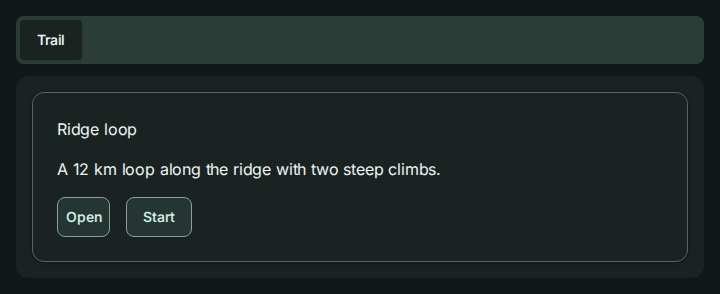 Trail
Ridge loop
A 12 km loop along the ridge with two steep climbs.
Open Start